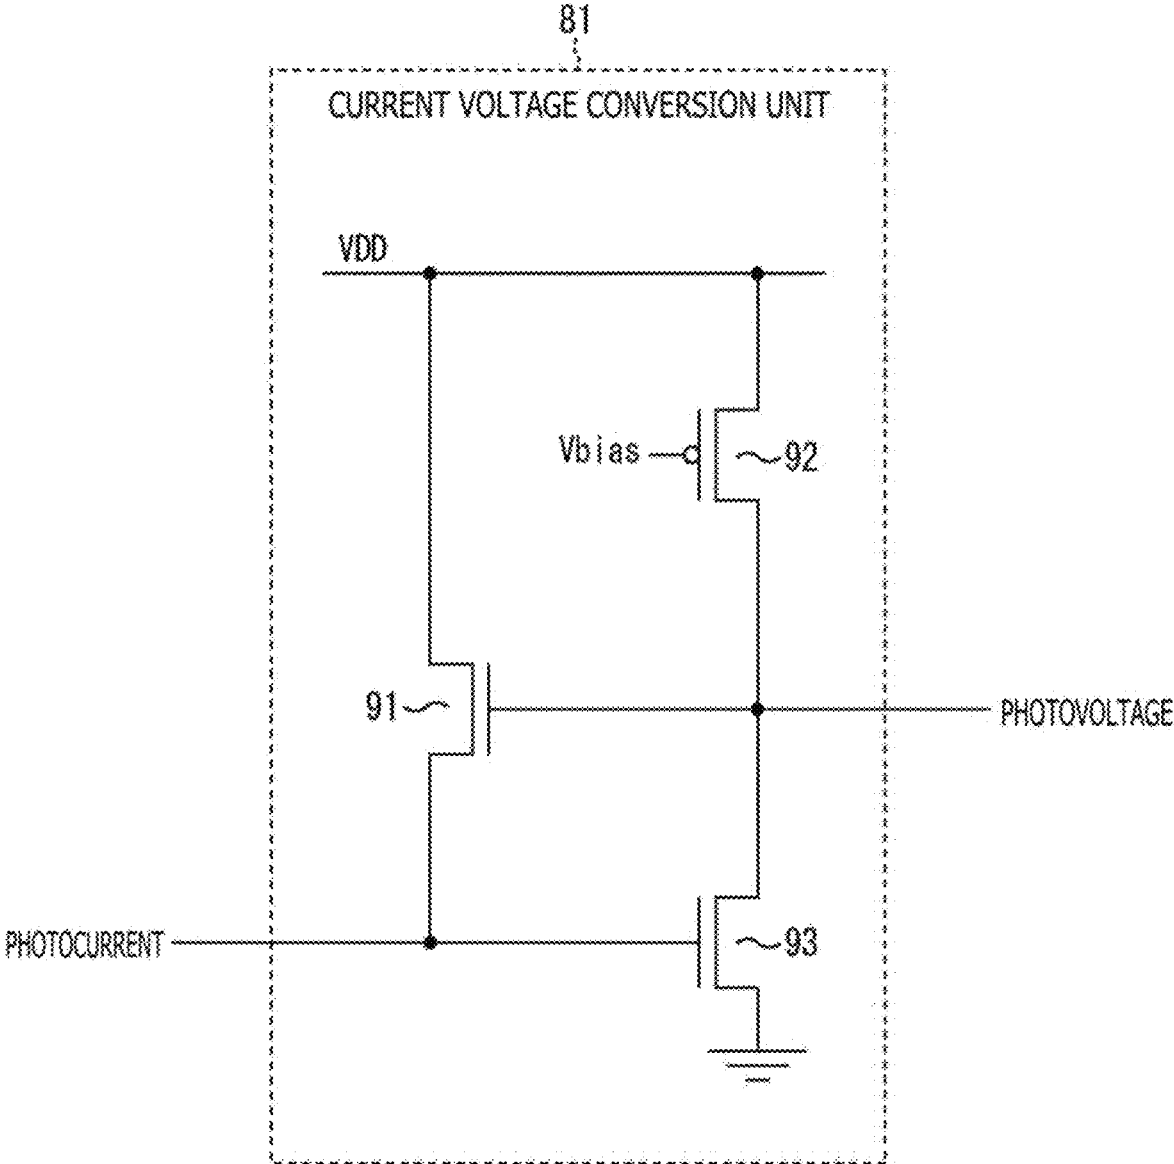 81
CURRENT VOLTAGE CONVERSION UNIT
VDD
Vbias
92
91
PHOTOVOLTAGE
PHOTOCURRENT
93